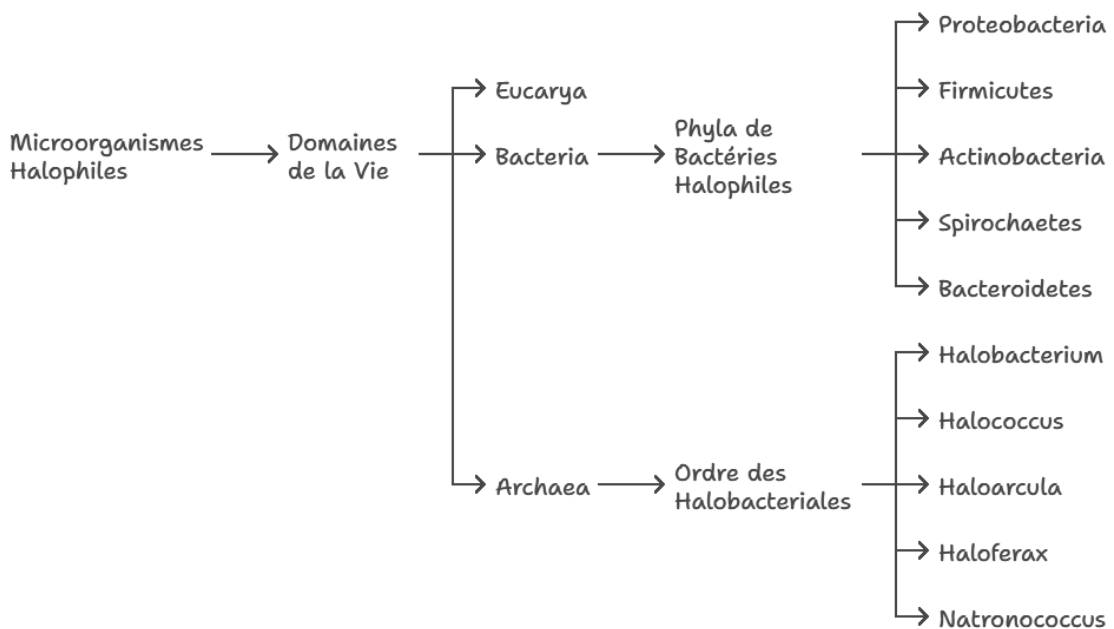 Microorganismes
Halophiles
Domaines
de la Vie
Eucarya
Bacteria
Archaea
Phyla de
Bactéries
Halophiles
Ordre des
Halobacteriales
Proteobacteria
Firmicutes
Actinobacteria
Spirochaetes
Bacteroidetes
Halobacterium
Halococcus
Haloarcula
Haloferax
Natronococcus